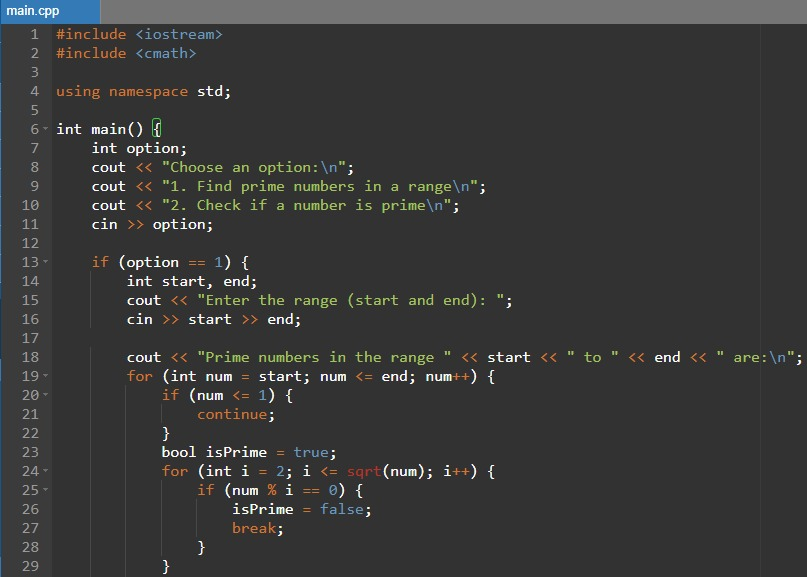 main.cpp
1 #include <iostream>
2 #include <cmath>
3
4 using namespace std;
5
6 int main() {
7     int option;
8     cout << "Choose an option:\n";
9     cout << "1. Find prime numbers in a range\n";
10     cout << "2. Check if a number is prime\n";
11     cin >> option;
12
13     if (option == 1) {
14         int start, end;
15         cout << "Enter the range (start and end): ";
16         cin >> start >> end;
17
18         cout << "Prime numbers in the range " << start << " to " << end << " are:\n";
19         for (int num = start; num <= end; num++) {
20             if (num <= 1) {
21                 continue;
22             }
23             bool isPrime = true;
24             for (int i = 2; i <= sqrt(num); i++) {
25                 if (num % i == 0) {
26                     isPrime = false;
27                     break;
28                 }
29             }